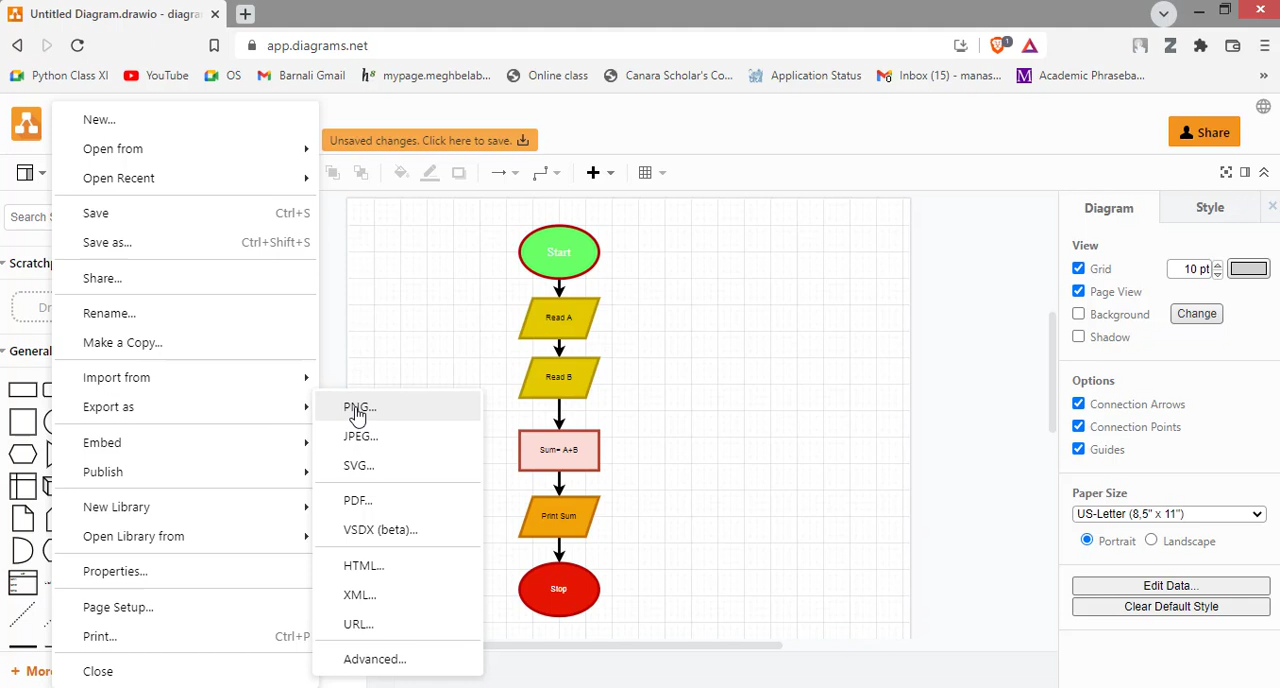 Untitled Diagram.drawio - diagra
app.diagrams.net
1
Python Class XI
YouTube
OS
Barnali Gmail
mypage.meghbelab...
Online class
Canara Scholar's Co...
Application Status
Inbox (15) - manas...
Academic Phraseba...
»
Unsaved changes. Click here to save.
Share
Search S
Scratchp
Dr
General
+ More
New...
Open from
Open Recent
Save Ctrl+S
Save as... Ctrl+Shift+S
Share...
Rename...
Make a Copy...
Import from
Export as
Embed
Publish
New Library
Open Library from
Properties...
Page Setup...
Print... Ctrl+P
Close
PNG...
JPEG...
SVG...
PDF...
VSDX (beta)...
HTML...
XML...
URL...
Advanced...
Start
Read A
Read B
Sum= A+B
Print Sum
Stop
Diagram
Style
View
Grid
10 pt
Page View
Background
Change
Shadow
Options
Connection Arrows
Connection Points
Guides
Paper Size
US-Letter (8,5" x 11")
Portrait
Landscape
Edit Data...
Clear Default Style